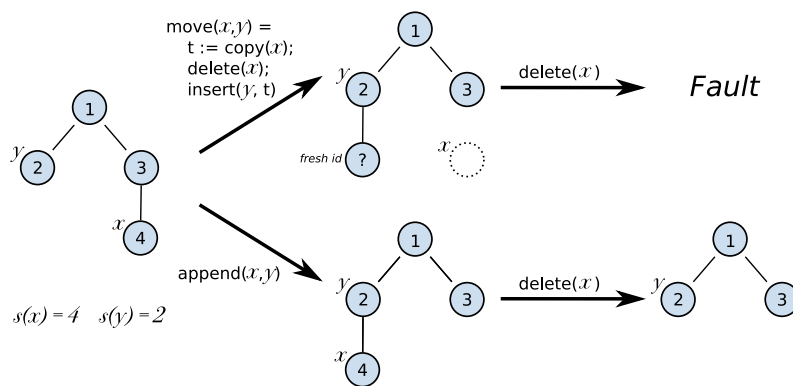 move(x,y) =
t := copy(x);
delete(x);
insert(y, t)
1
y
2
3
x
4
s(x) = 4 s(y) = 2
1
y
2
3
fresh id
?
x
delete(x)
Fault
append(x,y)
1
y
2
3
x
4
delete(x)
1
y
2
3